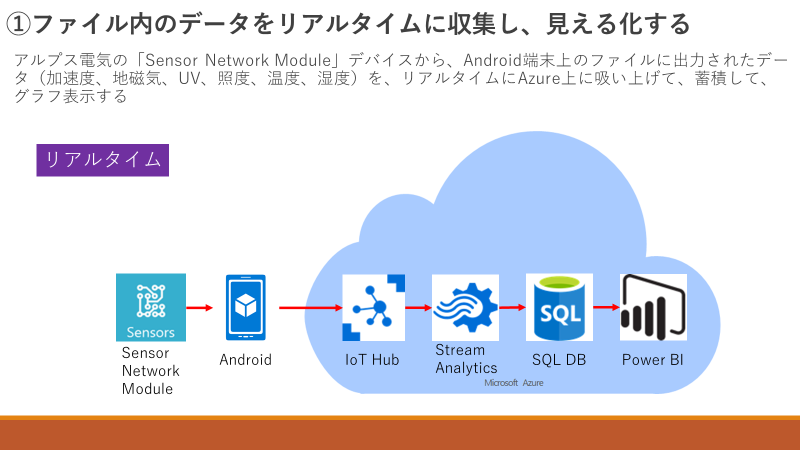 ①ファイル内のデータをリアルタイムに収集し、見える化する
アルプス電気の「Sensor Network Module」デバイスから、Android端末上のファイルに出力されたデー
タ（加速度、地磁気、UV、照度、温度、湿度）を、リアルタイムにAzure上に吸い上げて、蓄積して、
グラフ表示する
リアルタイム
Sensors
SQL
Sensor
Network
Module
Android
IoT Hub
Stream
Analytics
SQL DB
Power BI
Microsoft Azure